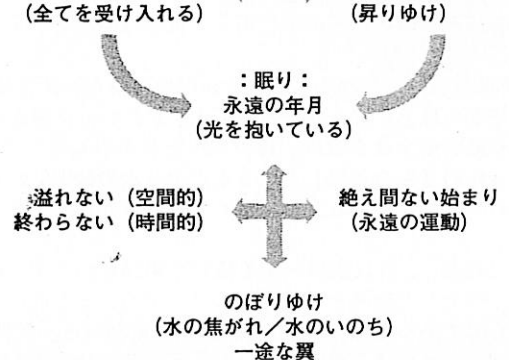 (全てを受け入れる) (昇りゆけ)
:眠り:
永遠の年月
(光を抱いている)
溢れない(空間的) 絶え間ない始まり
終わらない(時間的) (永遠の運動)
のぼりゆけ
(水の焦がれ/水のいのち)
一途な翼